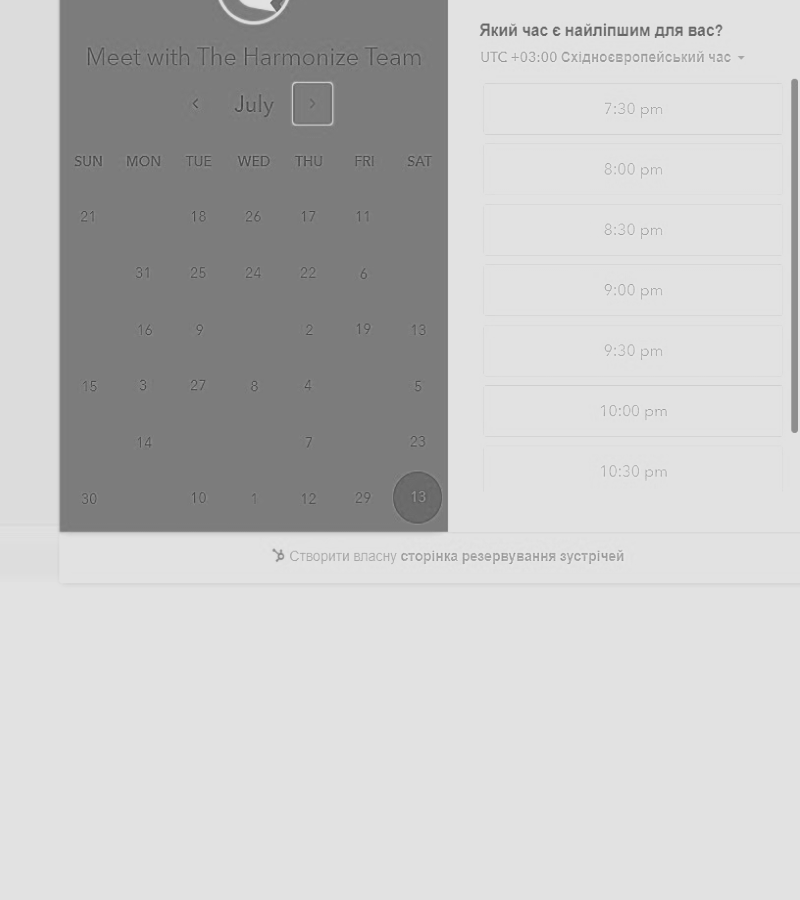 Meet with The Harmonize Team
July
SUN MON TUE WED THU FRI SAT
21 18 26 17 11
31 25 24 22 6
16 9 2 19 13
15 3 27 8 4 5
14 7 23
30 10 1 12 29 13
Який час є найліпшим для вас?
UTC +03:00 Східноєвропейський час
7:30 pm
8:00 pm
8:30 pm
9:00 pm
9:30 pm
10:00 pm
10:30 pm
Створити власну сторінка резервування зустрічей